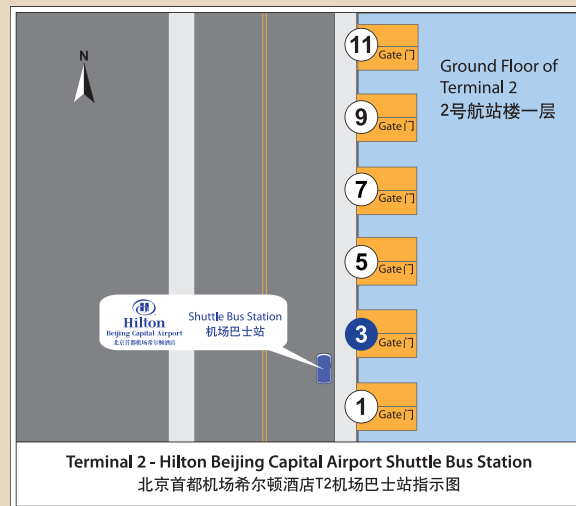 N
11
Gate 门
Ground Floor of
Terminal 2
2号航站楼一层
9
Gate 门
7
Gate 门
5
Gate 门
Hilton
Beijing Capital Airport
北京首都机场希尔顿酒店
Shuttle Bus Station
机场巴士站
3
Gate 门
1
Gate 门
Terminal 2 - Hilton Beijing Capital Airport Shuttle Bus Station
北京首都机场希尔顿酒店T2机场巴士站指示图